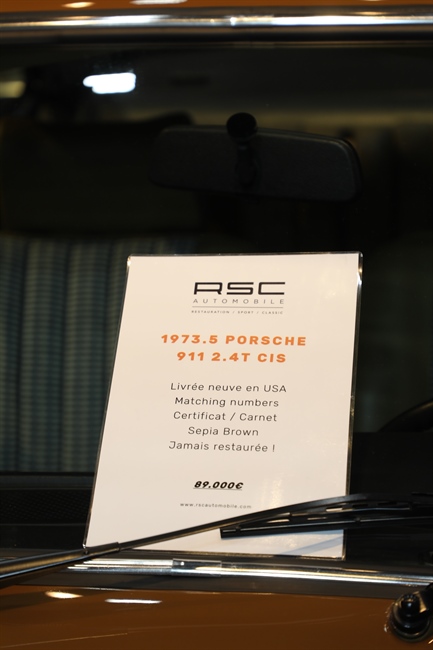 RSC
AUTOMOBILE
RESTAURATION / SPORT / CLASSIC
1973.5 PORSCHE
911 2.4T CIS
Livrée neuve en USA
Matching numbers
Certificat / Carnet
Sepia Brown
Jamais restaurée !
89.000€
www.rscautomobile.com